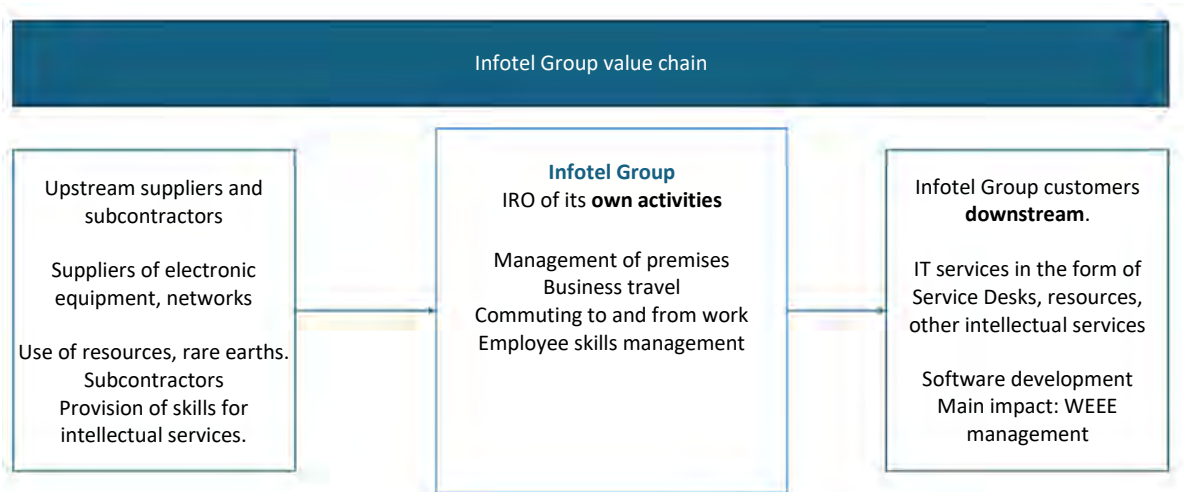 Infotel Group value chain
Upstream suppliers and
subcontractors
Suppliers of electronic
equipment, networks
Use of resources, rare earths.
Subcontractors
Provision of skills for
intellectual services.
Infotel Group
IRO of its own activities
Management of premises
Business travel
Commuting to and from work
Employee skills management
Infotel Group customers
downstream.
IT services in the form of
Service Desks, resources,
other intellectual services
Software development
Main impact: WEEE
management